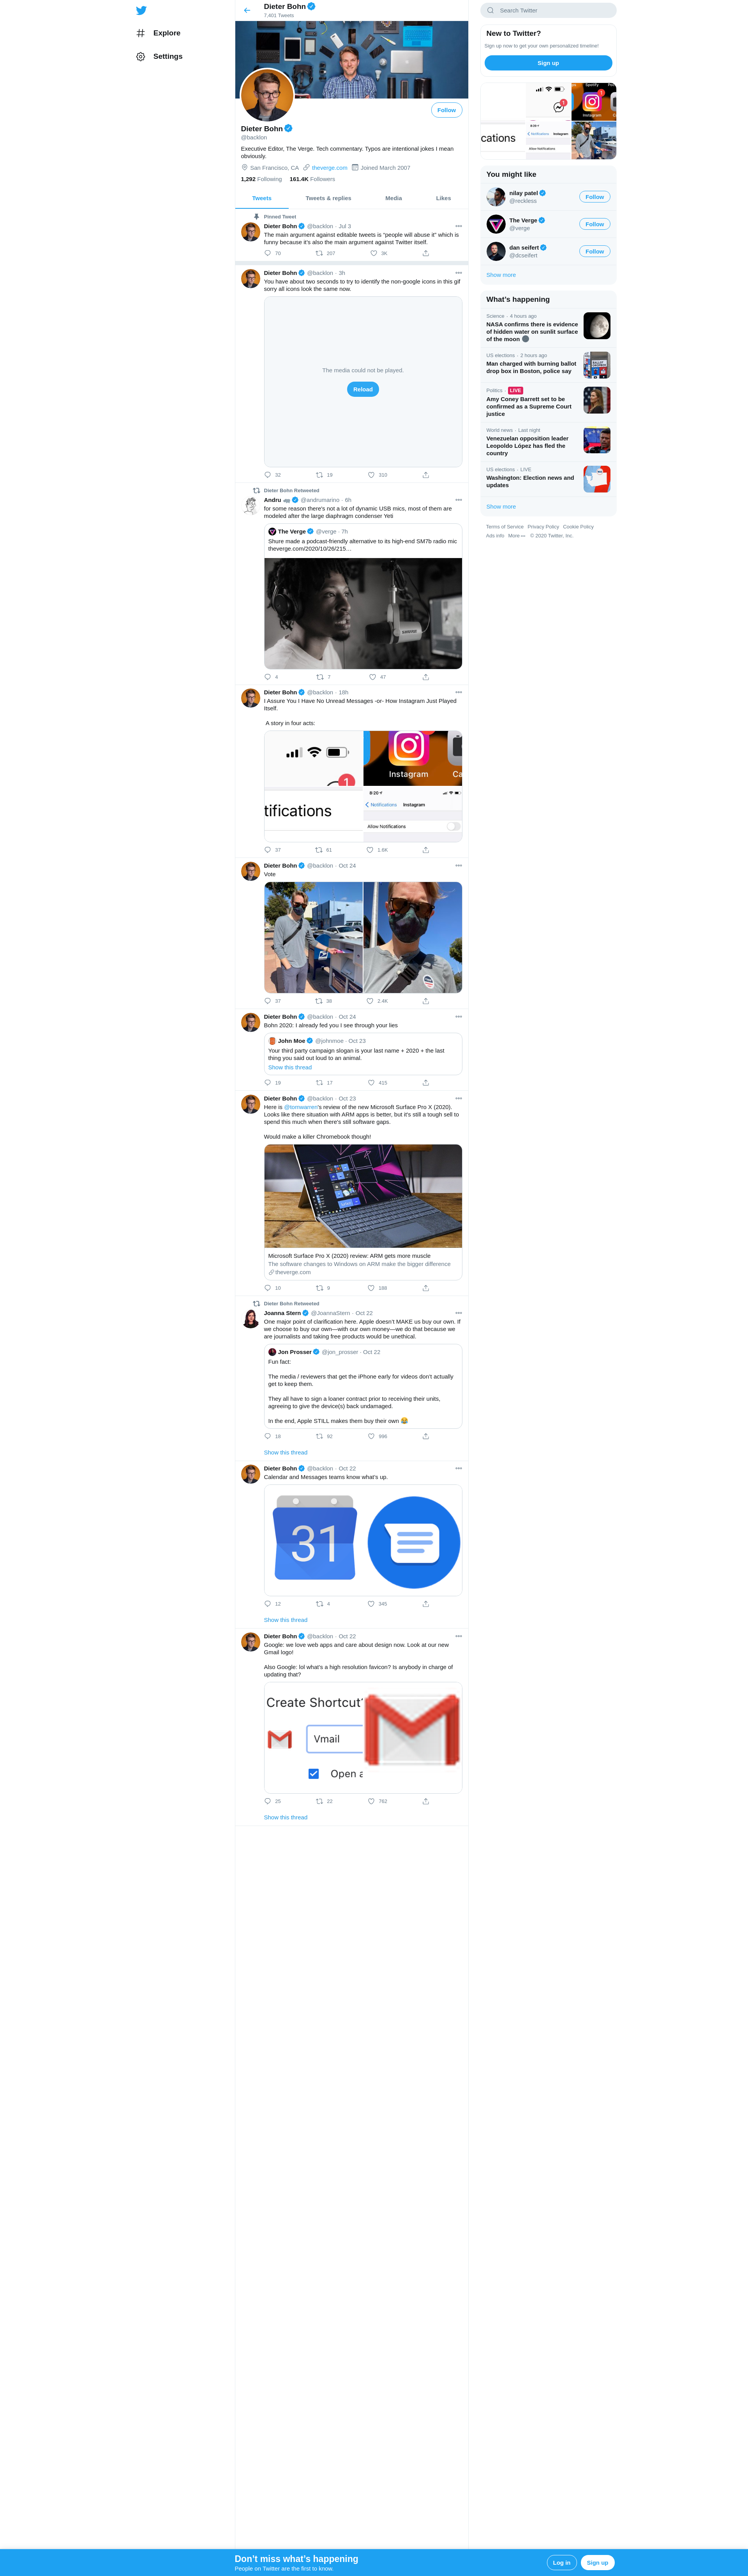 Explore
Settings
Dieter Bohn
7,401 Tweets
Follow
Dieter Bohn
@backlon
Executive Editor, The Verge. Tech commentary. Typos are intentional jokes I mean
obviously.
San Francisco, CA theverge.com Joined March 2007
1,292 Following 161.4K Followers
Tweets Tweets & replies Media Likes
Pinned Tweet
Dieter Bohn @backlon · Jul 3
The main argument against editable tweets is “people will abuse it” which is
funny because it’s also the main argument against Twitter itself.
70 207 3K
Dieter Bohn @backlon · 3h
You have about two seconds to try to identify the non-google icons in this gif
sorry all icons look the same now.
The media could not be played.
Reload
32 19 310
Dieter Bohn Retweeted
Andru @andrumarino · 6h
for some reason there's not a lot of dynamic USB mics, most of them are
modeled after the large diaphragm condenser Yeti
The Verge @verge · 7h
Shure made a podcast-friendly alternative to its high-end SM7b radio mic
theverge.com/2020/10/26/215…
4 7 47
Dieter Bohn @backlon · 18h
I Assure You I Have No Unread Messages -or- How Instagram Just Played
Itself.
A story in four acts:
1
tifications
Instagram
Ca
8:20
Notifications Instagram
Allow Notifications
37 61 1.6K
Dieter Bohn @backlon · Oct 24
Vote
37 38 2.4K
Dieter Bohn @backlon · Oct 24
Bohn 2020: I already fed you I see through your lies
John Moe @johnmoe · Oct 23
Your third party campaign slogan is your last name + 2020 + the last
thing you said out loud to an animal.
Show this thread
19 17 415
Dieter Bohn @backlon · Oct 23
Here is @tomwarren's review of the new Microsoft Surface Pro X (2020).
Looks like there situation with ARM apps is better, but it's still a tough sell to
spend this much when there's still software gaps.
Would make a killer Chromebook though!
Microsoft Surface Pro X (2020) review: ARM gets more muscle
The software changes to Windows on ARM make the bigger difference
theverge.com
10 9 188
Dieter Bohn Retweeted
Joanna Stern @JoannaStern · Oct 22
One major point of clarification here. Apple doesn't MAKE us buy our own. If
we choose to buy our own—with our own money—we do that because we
are journalists and taking free products would be unethical.
Jon Prosser @jon_prosser · Oct 22
Fun fact:
The media / reviewers that get the iPhone early for videos don't actually
get to keep them.
They all have to sign a loaner contract prior to receiving their units,
agreeing to give the device(s) back undamaged.
In the end, Apple STILL makes them buy their own 😂
18 92 996
Show this thread
Dieter Bohn @backlon · Oct 22
Calendar and Messages teams know what's up.
31
12 4 345
Show this thread
Dieter Bohn @backlon · Oct 22
Google: we love web apps and care about design now. Look at our new
Gmail logo!
Also Google: lol what's a high resolution favicon? Is anybody in charge of
updating that?
Create Shortcut
Vmail
Open a
25 22 762
Show this thread
Search Twitter
New to Twitter?
Sign up now to get your own personalized timeline!
Sign up
cations
Instagram
8:20
Notifications Instagram
Allow Notifications
You might like
nilay patel
@reckless
Follow
The Verge
@verge
Follow
dan seifert
@dcseifert
Follow
Show more
What’s happening
Science · 4 hours ago
NASA confirms there is evidence
of hidden water on sunlit surface
of the moon 🌑
US elections · 2 hours ago
Man charged with burning ballot
drop box in Boston, police say
Politics · LIVE
Amy Coney Barrett set to be
confirmed as a Supreme Court
justice
World news · Last night
Venezuelan opposition leader
Leopoldo López has fled the
country
US elections · LIVE
Washington: Election news and
updates
Show more
Terms of Service Privacy Policy Cookie Policy
Ads info More © 2020 Twitter, Inc.
Don’t miss what’s happening
People on Twitter are the first to know.
Log in
Sign up